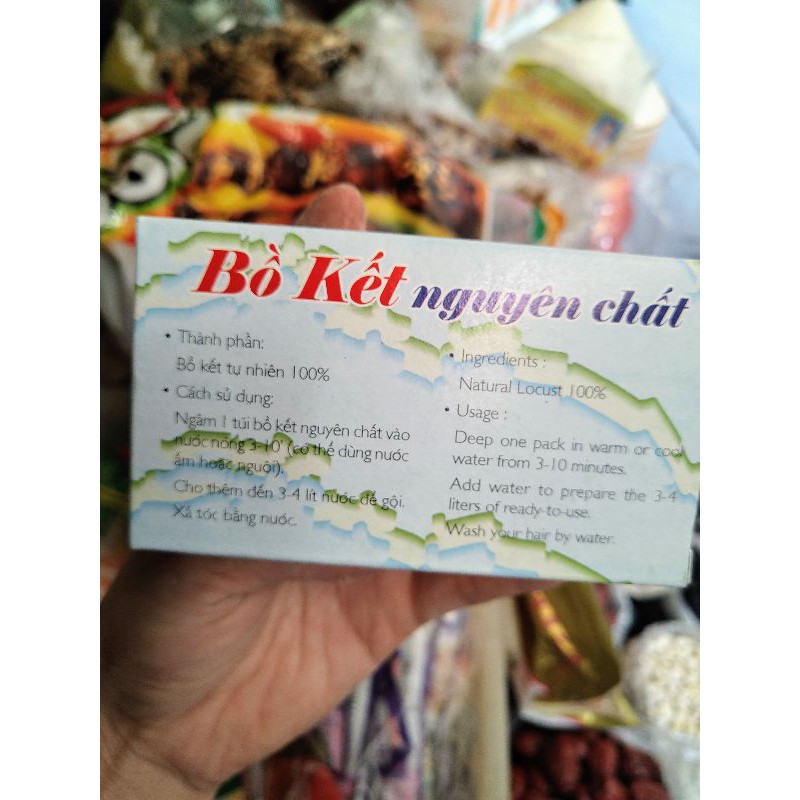 Bồ Kết nguyên chất
• Thành phần:
Bồ kết tự nhiên 100%
• Cách sử dụng:
Ngâm 1 túi bồ kết nguyên chất vào
nước nóng 3-10' (có thể dùng nước
ấm hoặc nguội).
Cho thêm đến 3-4 lít nước để gội.
Xả tóc bằng nước.
• Ingredients :
Natural Locust 100%
• Usage :
Deep one pack in warm or cool
water from 3-10 minutes.
Add water to prepare the 3-4
liters of ready-to-use.
Wash your hair by water.